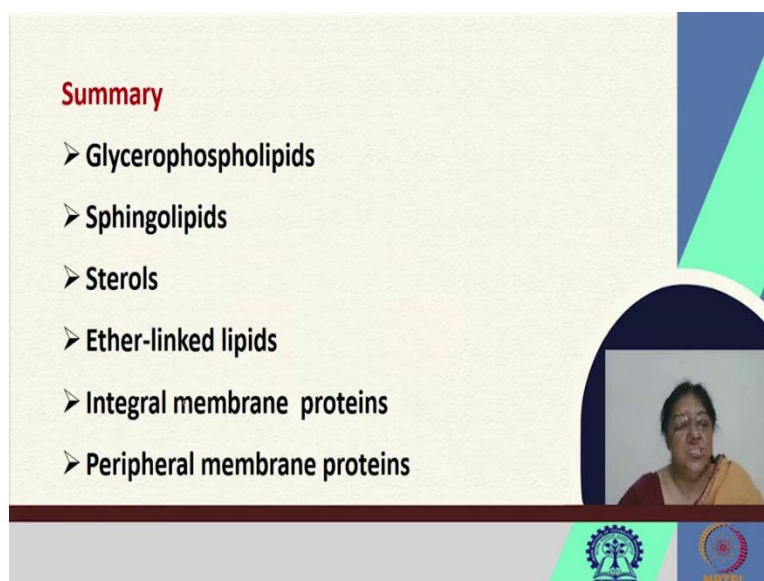 Summary
➢ Glycerophospholipids
➢ Sphingolipids
➢ Sterols
➢ Ether-linked lipids
➢ Integral membrane proteins
➢ Peripheral membrane proteins